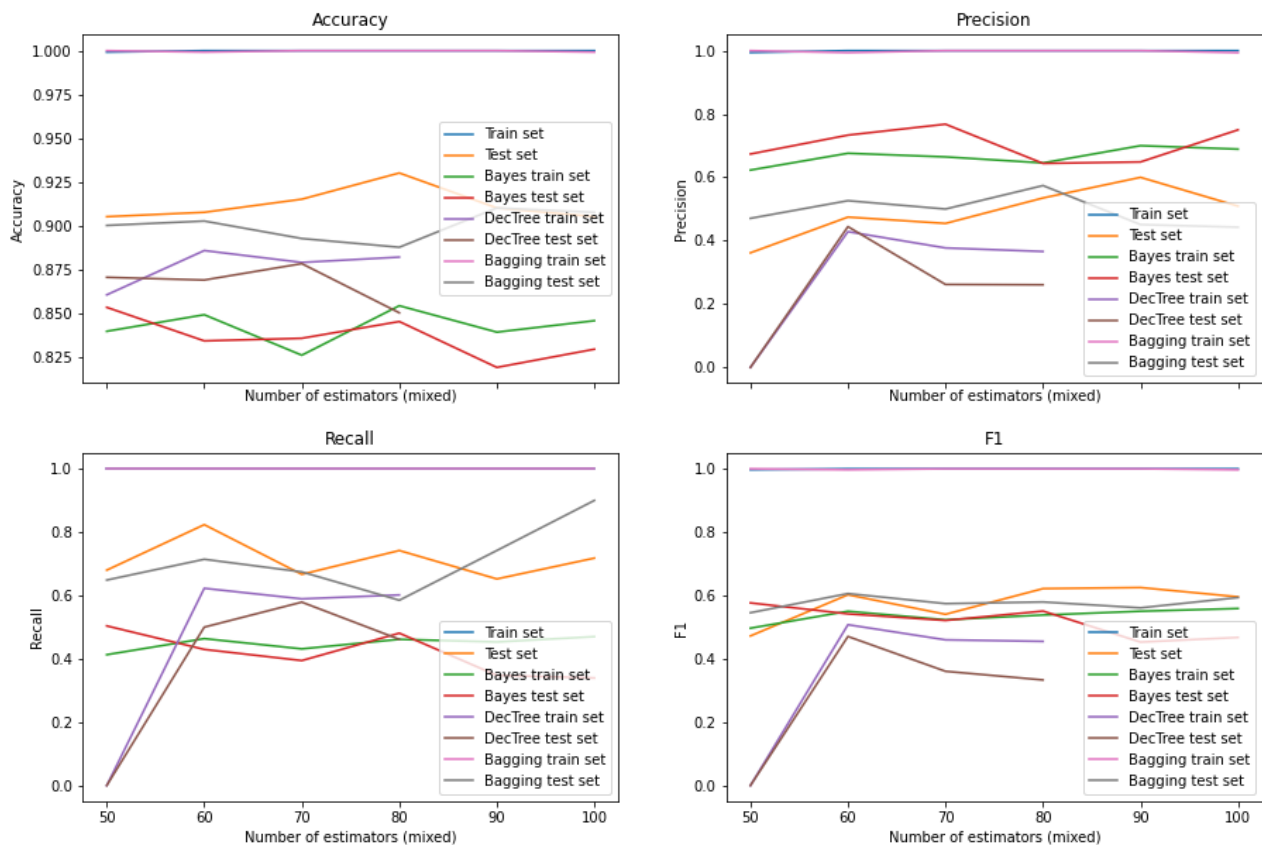 Accuracy
1.000
0.975
0.950
0.925
0.900
0.875
0.850
0.825
Accuracy
Train set
Test set
Bayes train set
Bayes test set
DecTree train set
DecTree test set
Bagging train set
Bagging test set
Number of estimators (mixed)
Precision
1.0
0.8
0.6
0.4
0.2
0.0
Precision
Train set
Test set
Bayes train set
Bayes test set
DecTree train set
DecTree test set
Bagging train set
Bagging test set
Number of estimators (mixed)
Recall
1.0
0.8
0.6
0.4
0.2
0.0
Recall
Train set
Test set
Bayes train set
Bayes test set
DecTree train set
DecTree test set
Bagging train set
Bagging test set
50 60 70 80 90 100
Number of estimators (mixed)
F1
1.0
0.8
0.6
0.4
0.2
0.0
F1
Train set
Test set
Bayes train set
Bayes test set
DecTree train set
DecTree test set
Bagging train set
Bagging test set
50 60 70 80 90 100
Number of estimators (mixed)